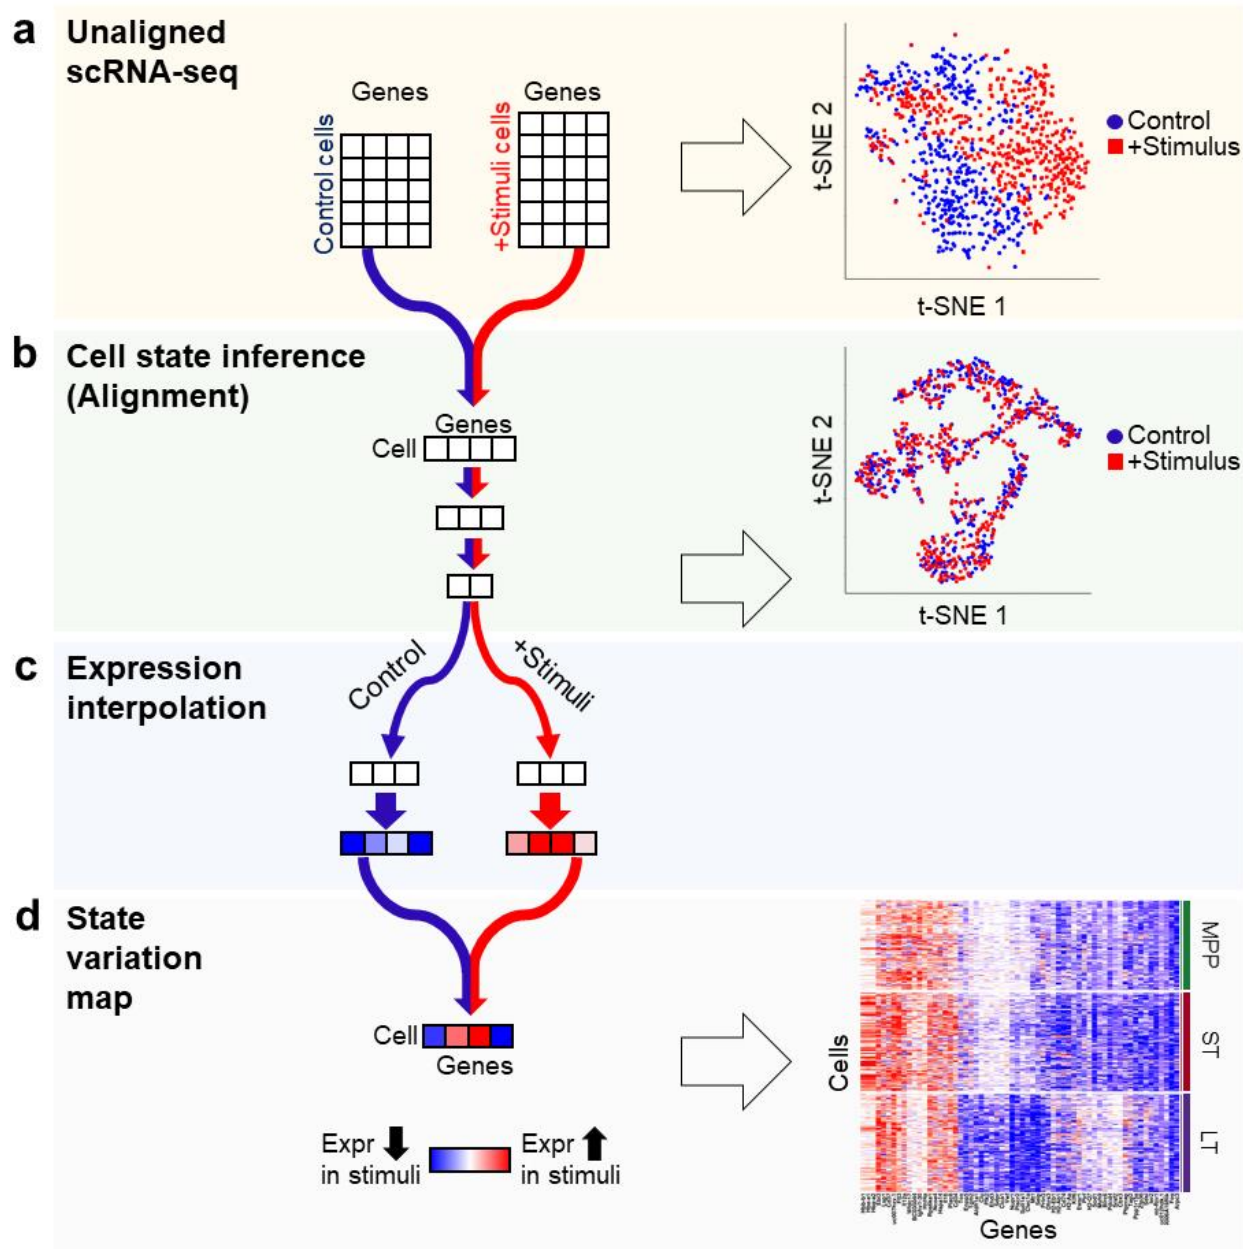 a
Unaligned
scRNA-seq
Genes
Control cells
Genes
+Stimuli cells
t-SNE 2
t-SNE 1
Control
+Stimulus
b
Cell state inference
(Alignment)
Genes
Cell
t-SNE 2
t-SNE 1
Control
+Stimulus
c
Expression
interpolation
Control
+Stimuli
d
State
variation
map
Cell
Genes
Expr
in stimuli
Expr
in stimuli
Cells
MPP
ST
LT
Genes